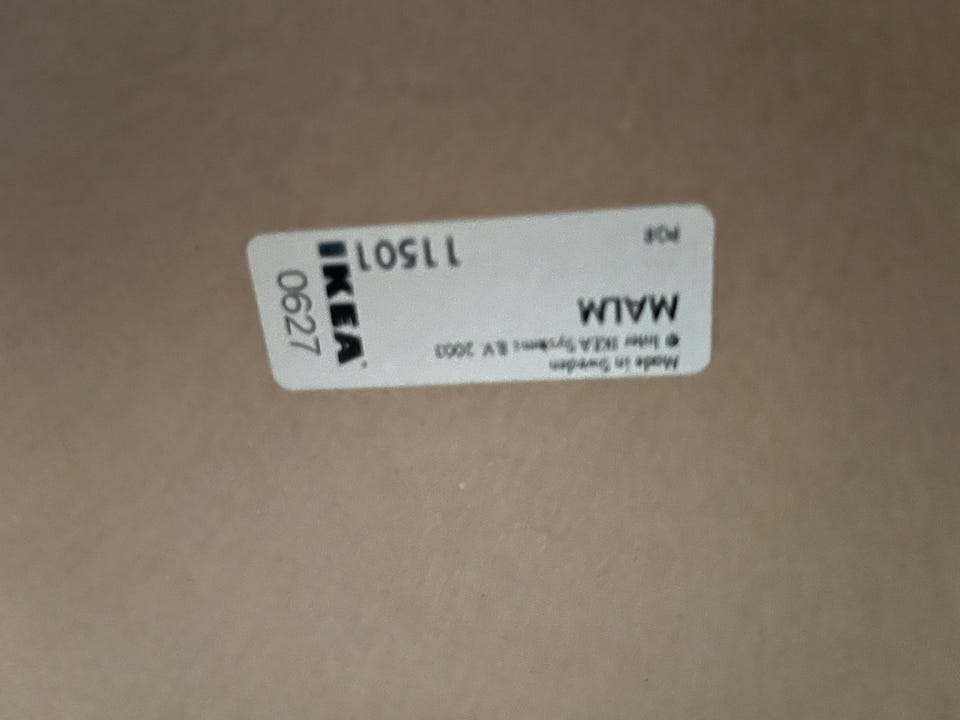 Made in Sweden
© Inter IKEA Systems B.V. 2003
MALM
11501
IKEA
0627